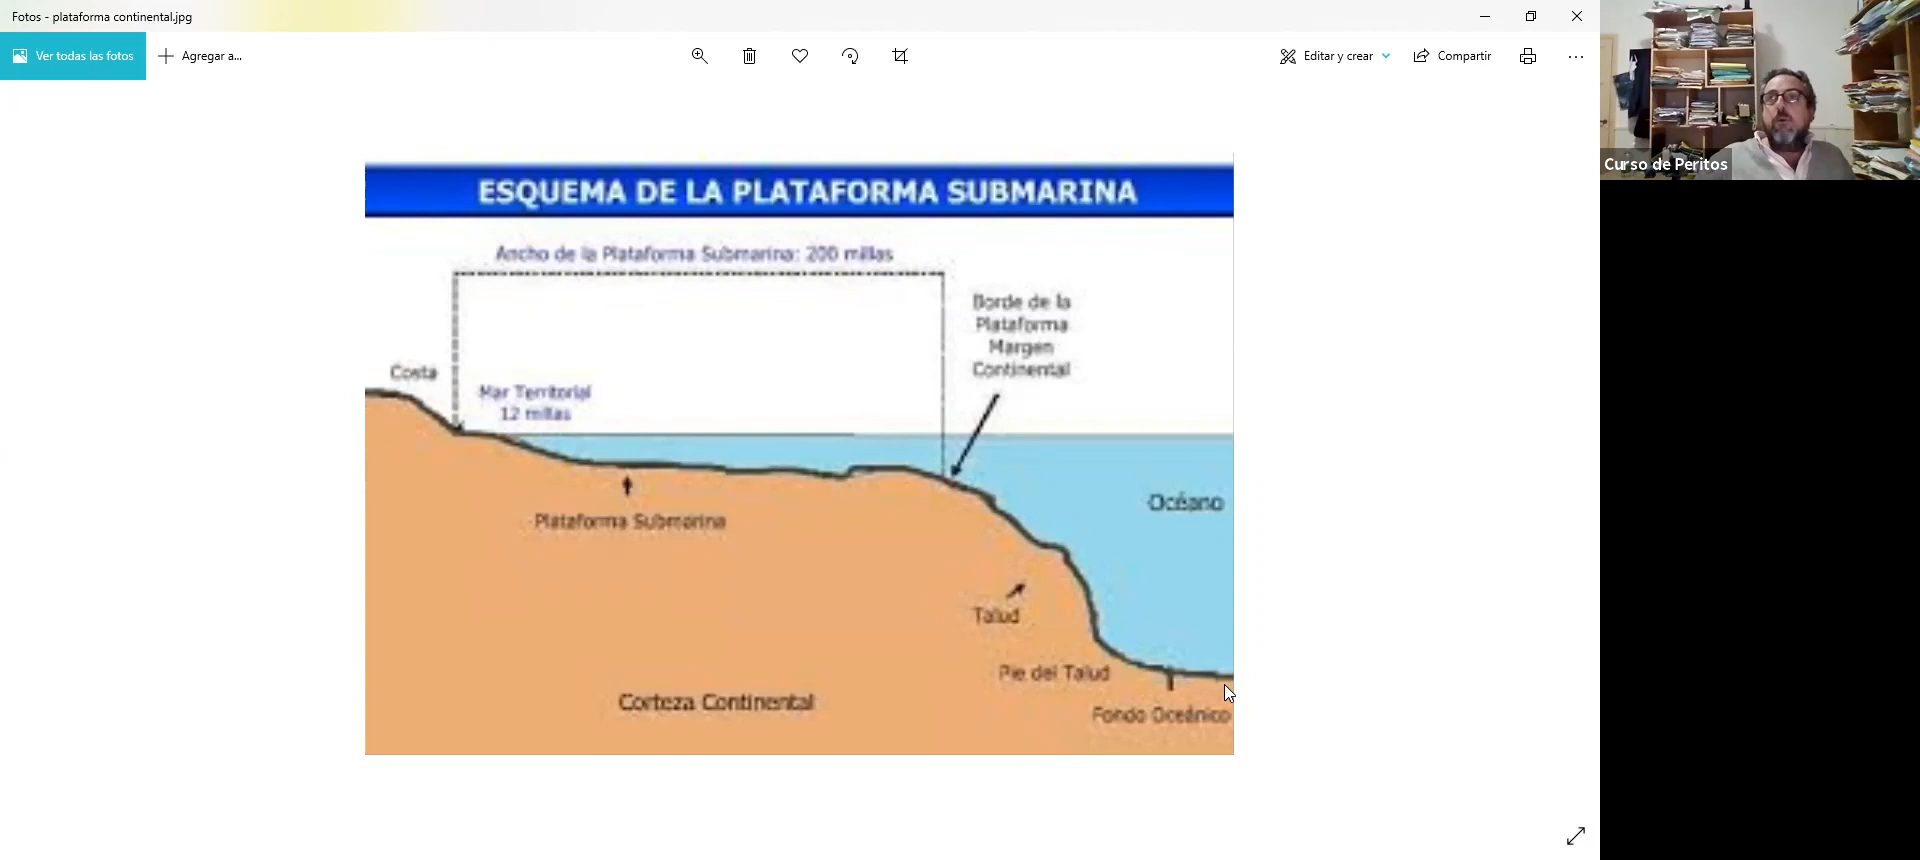 Fotos - plataforma continental.jpg
Ver todas las fotos
Agregar a...
Editar y crear
Compartir
Curso de Peritos
ESQUEMA DE LA PLATAFORMA SUBMARINA
Ancho de la Plataforma Submarina: 200 millas
Borde de la
Plataforma
Margen
Continental
Costa
Mar Territorial
12 millas
Océano
Plataforma Submarina
Talud
Pie del Talud
Corteza Continental
Fondo Oceánico